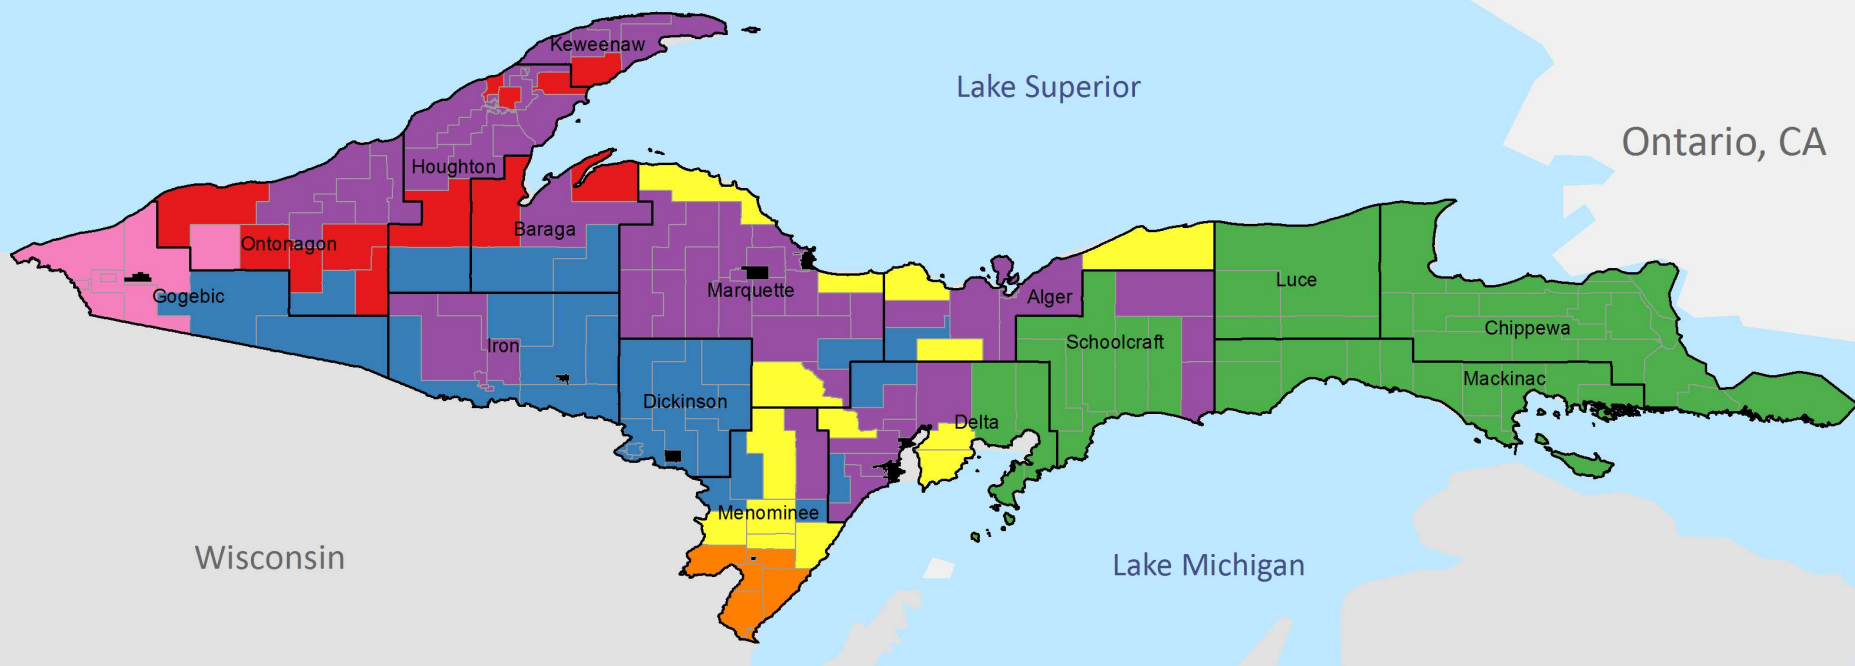 Keweenaw
Lake Superior
Ontario, CA
Houghton
Baraga
Ontonagon
Gogebic
Marquette
Alger
Luce
Chippewa
Iron
Schoolcraft
Mackinac
Dickinson
Delta
Menominee
Wisconsin
Lake Michigan